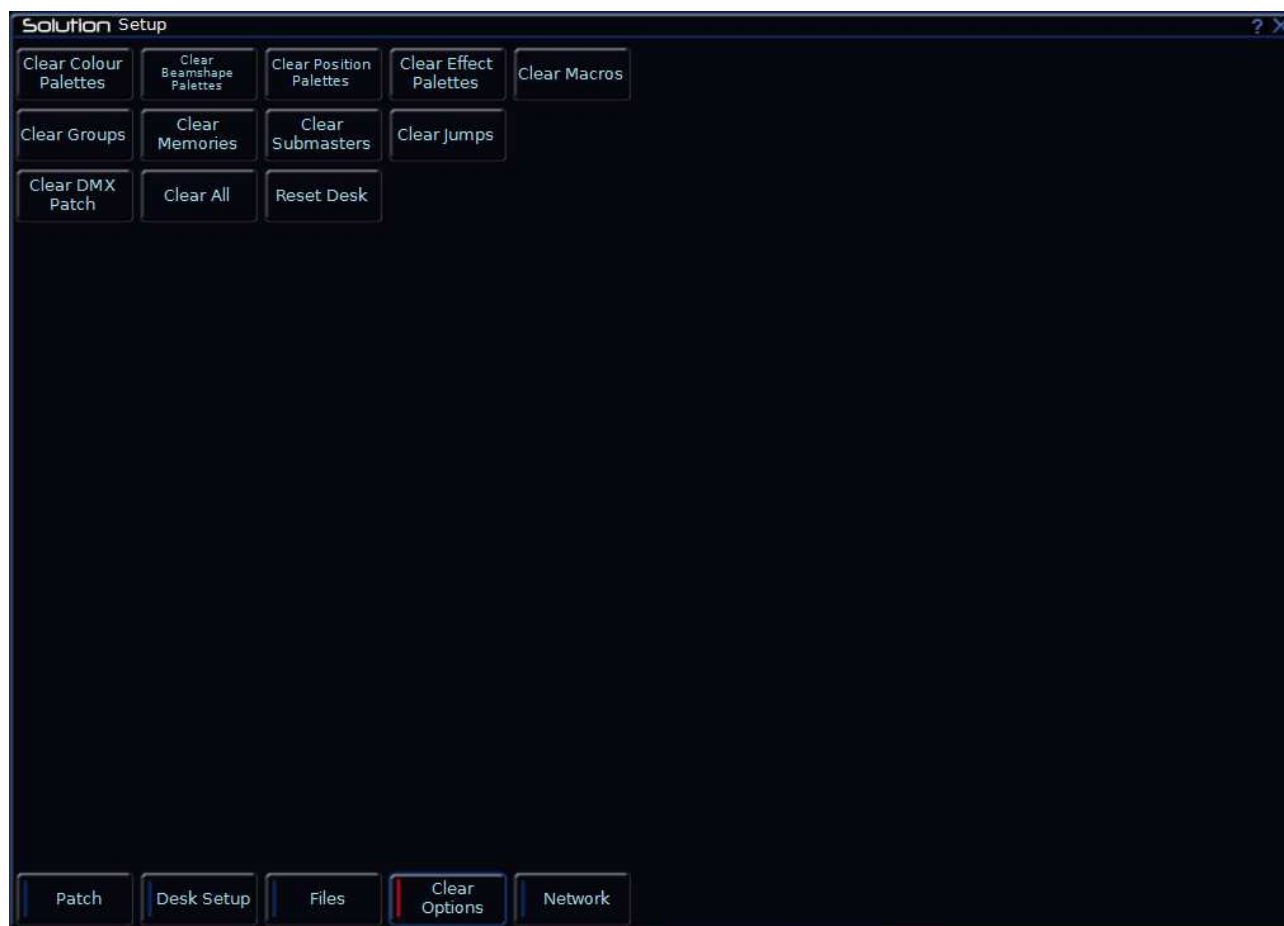 Solution Setup ? X
Clear Colour
Palettes
Clear
Beamshape
Palettes
Clear Position
Palettes
Clear Effect
Palettes
Clear Macros
Clear Groups
Clear
Memories
Clear
Submasters
Clear Jumps
Clear DMX
Patch
Clear All
Reset Desk
Patch
Desk Setup
Files
Clear
Options
Network